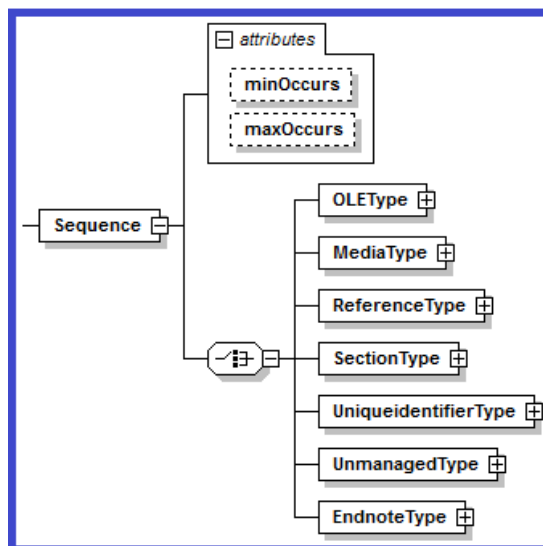 attributes
minOccurs
maxOccurs
Sequence
OLEType
MediaType
ReferenceType
SectionType
UniqueidentifierType
UnmanagedType
EndnoteType